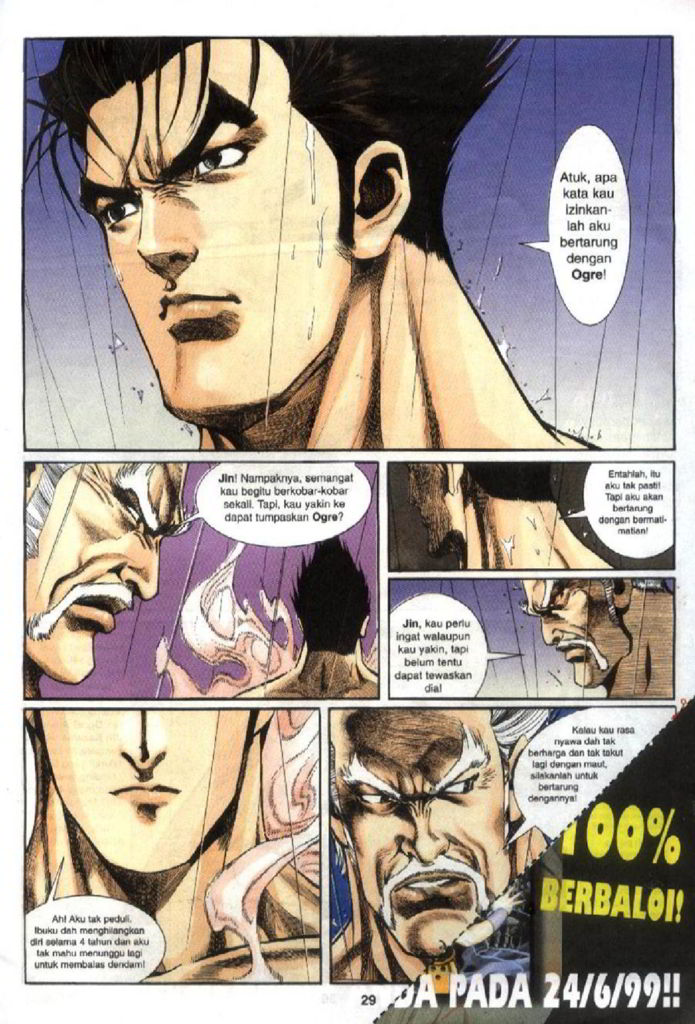 Atuk, apa
kata kau
izinkan-
lah aku
bertarung
dengan
Ogre!
Jin! Nampaknya, semangat
kau begitu berkobar-kobar
sekali. Tapi, kau yakin ke
dapat tumpaskan Ogre?
Entahlah, itu
aku tak pasti!
Tapi aku akan
bertarung
dengan bermati-
matian!
Jin, kau perlu
ingat walaupun
kau yakin, tapi
belum tentu
dapat tewaskan
dia!
Ah! Aku tak peduli.
Ibuku dah menghilangkan
diri selama 4 tahun dan aku
tak mahu menunggu lagi
untuk membalas dendam!
Kalau kau rasa
nyawa dah tak
berharga dan tak takut
lagi dengan maut,
silakanlah untuk
bertarung
dengannya!
100%
BERBALOI!
DA PADA 24/6/99!!
29